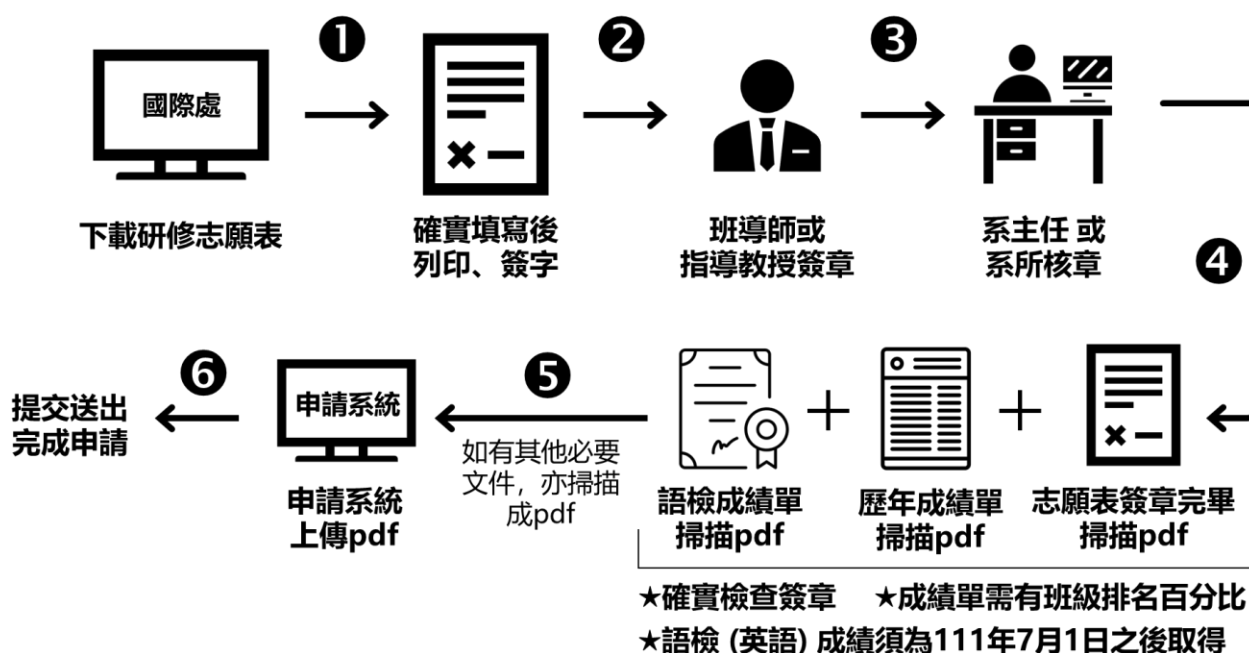 ❶
❷
❸
國際處
下載研修志願表
確實填寫後
列印、簽字
班導師或
指導教授簽章
系主任 或
系所核章
❹
❻
❺
提交送出
完成申請
申請系統
申請系統
上傳pdf
如有其他必要
文件，亦掃描
成pdf
語檢成績單
掃描pdf
歷年成績單
掃描pdf
志願表簽章完畢
掃描pdf
★確實檢查簽章 ★成績單需有班級排名百分比
★語檢 (英語) 成績須為111年7月1日之後取得